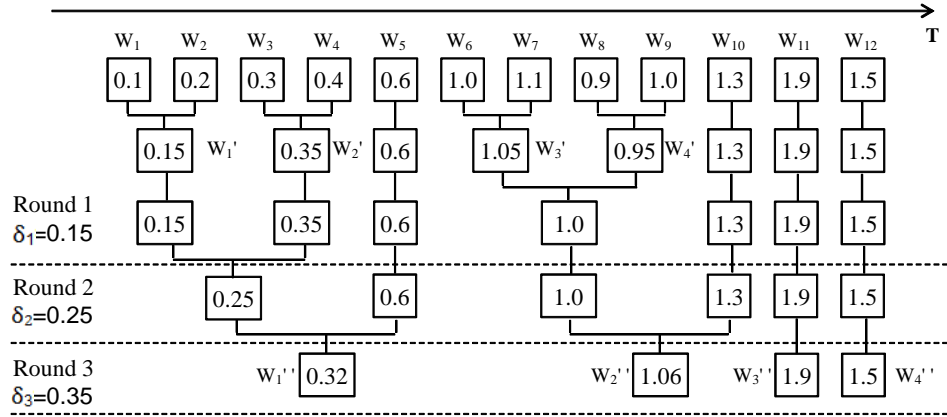 T
W₁ W₂ W₃ W₄ W₅ W₆ W₇ W₈ W₉ W₁₀ W₁₁ W₁₂
0.1 0.2 0.3 0.4 0.6 1.0 1.1 0.9 1.0 1.3 1.9 1.5
0.15 W₁' 0.35 W₂' 0.6 1.05 W₃' 0.95 W₄' 1.3 1.9 1.5
Round 1
δ₁=0.15
0.15 0.35 0.6 1.0 1.3 1.9 1.5
Round 2
δ₂=0.25
0.25 0.6 1.0 1.3 1.9 1.5
Round 3
δ₃=0.35
W₁'' 0.32 W₂'' 1.06 W₃'' 1.9 1.5 W₄''